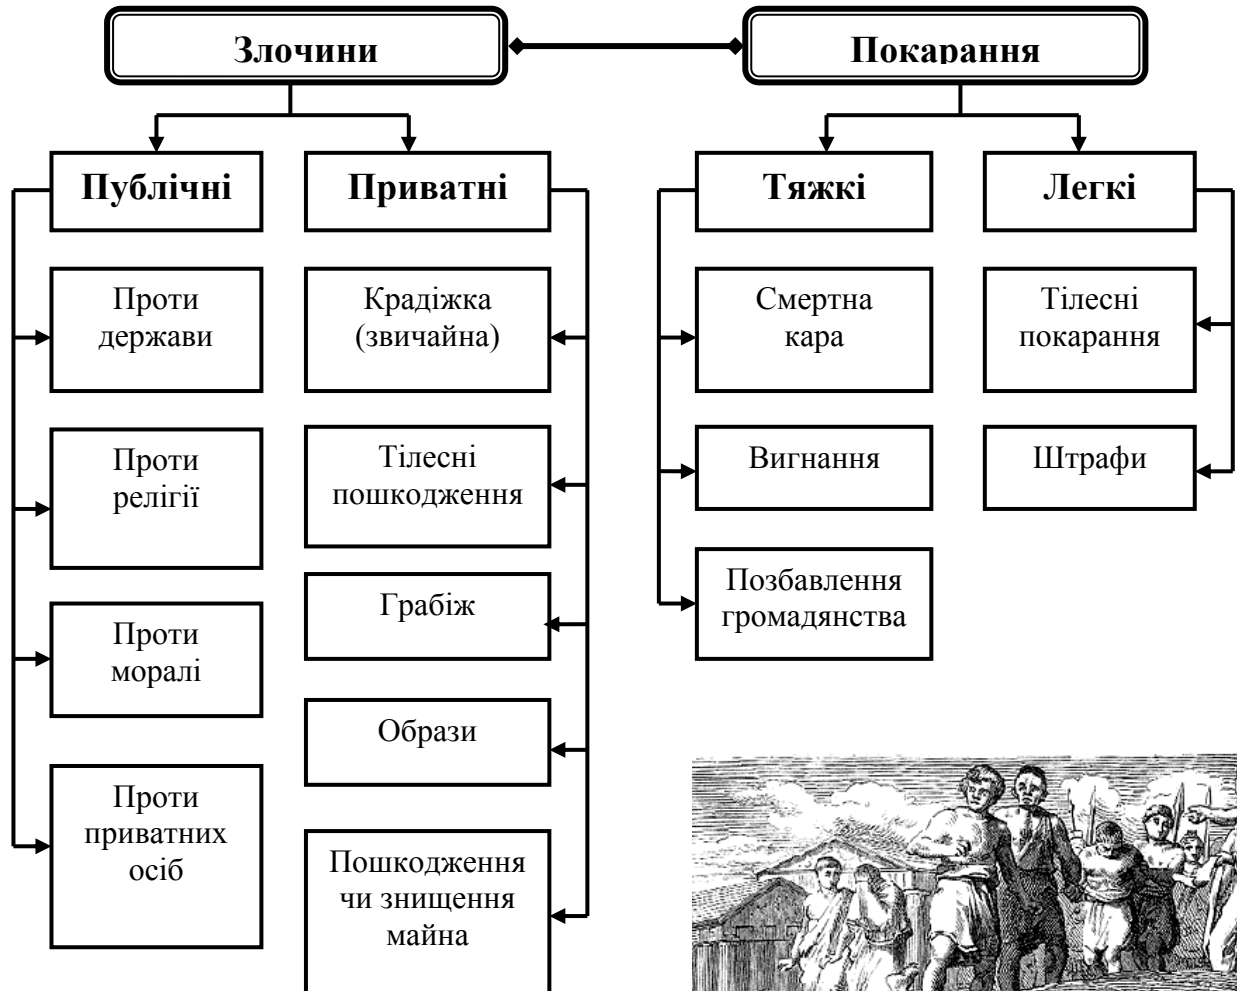 Злочини
Покарання
Публічні
Приватні
Тяжкі
Легкі
Проти
держави
Проти
релігії
Проти
моралі
Проти
приватних
осіб
Крадіжка
(звичайна)
Тілесні
пошкодження
Грабіж
Образи
Пошкодження
чи знищення
майна
Смертна
кара
Вигнання
Позбавлення
громадянства
Тілесні
покарання
Штрафи